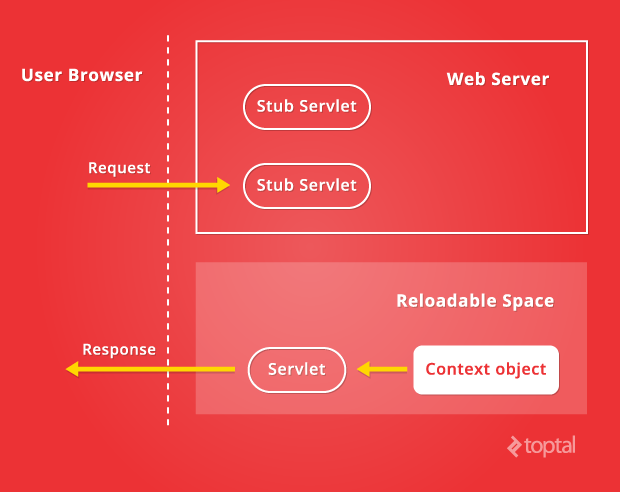 User Browser
Web Server
Stub Servlet
Request
Stub Servlet
Reloadable Space
Response
Servlet
Context object
toptal